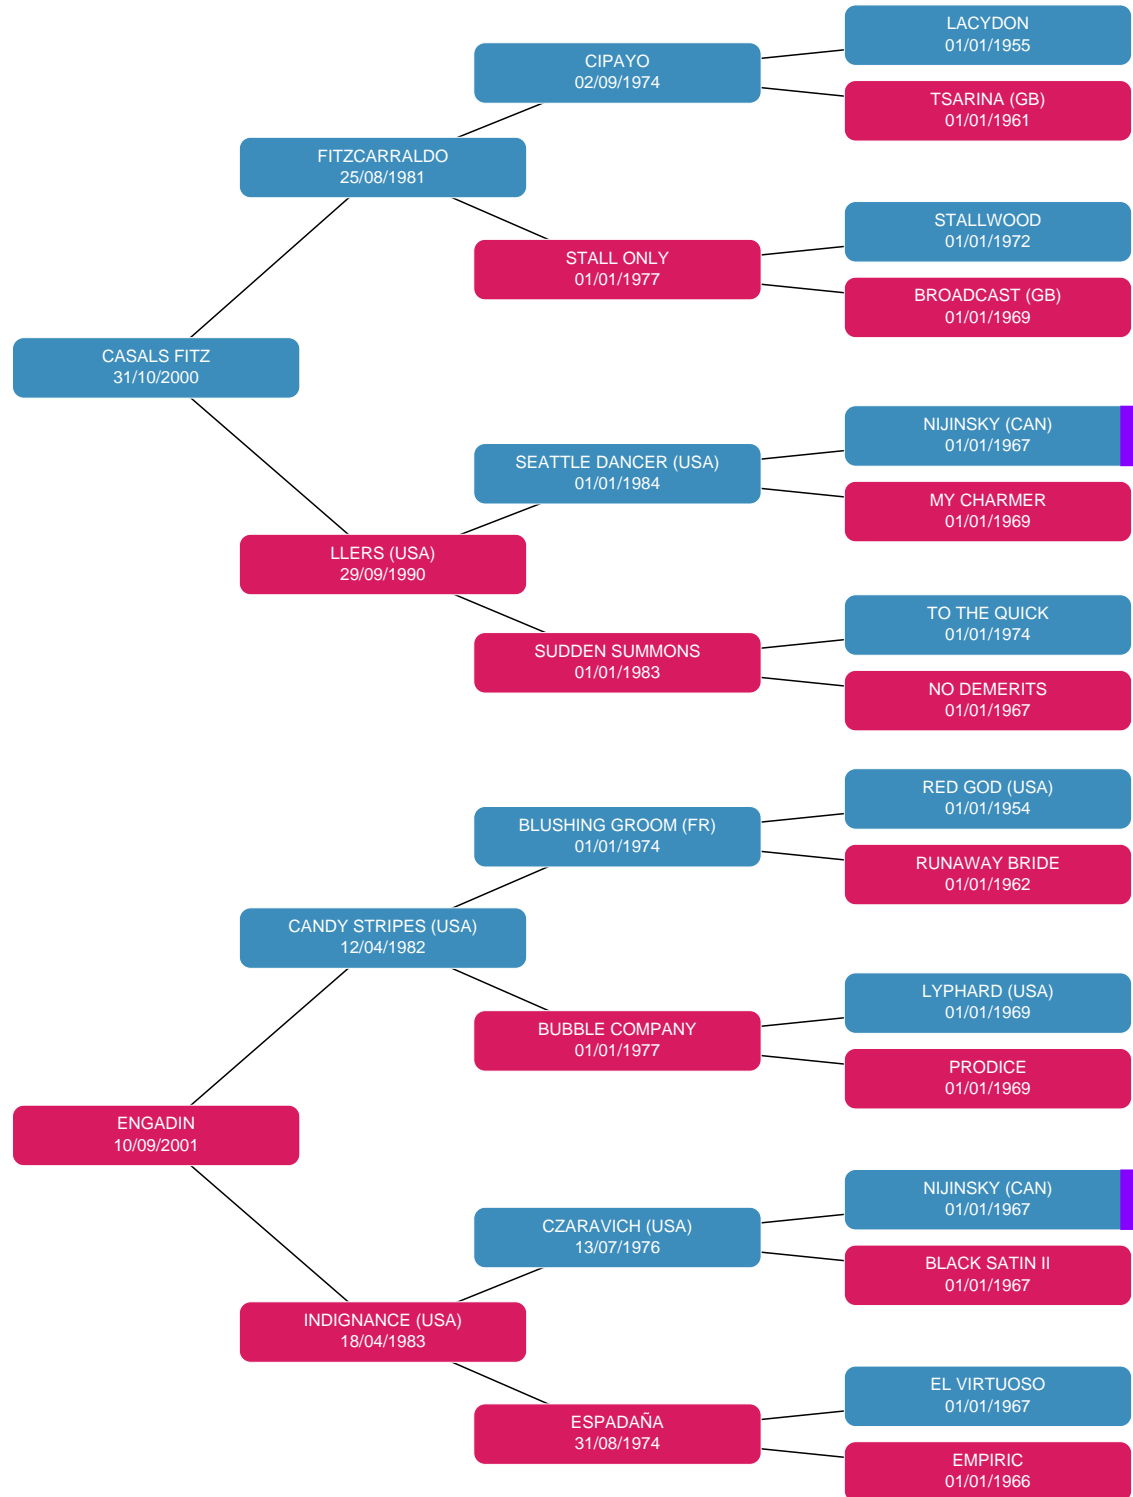 LACYDON
01/01/1955
CIPAYO
02/09/1974
TSARINA (GB)
01/01/1961
FITZCARRALDO
25/08/1981
STALLWOOD
01/01/1972
STALL ONLY
01/01/1977
BROADCAST (GB)
01/01/1969
CASALS FITZ
31/10/2000
NIJINSKY (CAN)
01/01/1967
SEATTLE DANCER (USA)
01/01/1984
MY CHARMER
01/01/1969
LLERS (USA)
29/09/1990
TO THE QUICK
01/01/1974
SUDDEN SUMMONS
01/01/1983
NO DEMERITS
01/01/1967
RED GOD (USA)
01/01/1954
BLUSHING GROOM (FR)
01/01/1974
RUNAWAY BRIDE
01/01/1962
CANDY STRIPES (USA)
12/04/1982
LYPHARD (USA)
01/01/1969
BUBBLE COMPANY
01/01/1977
PRODICE
01/01/1969
ENGADIN
10/09/2001
NIJINSKY (CAN)
01/01/1967
CZARAVICH (USA)
13/07/1976
BLACK SATIN II
01/01/1967
INDIGNANCE (USA)
18/04/1983
EL VIRTUOSO
01/01/1967
ESPADAÑA
31/08/1974
EMPIRIC
01/01/1966